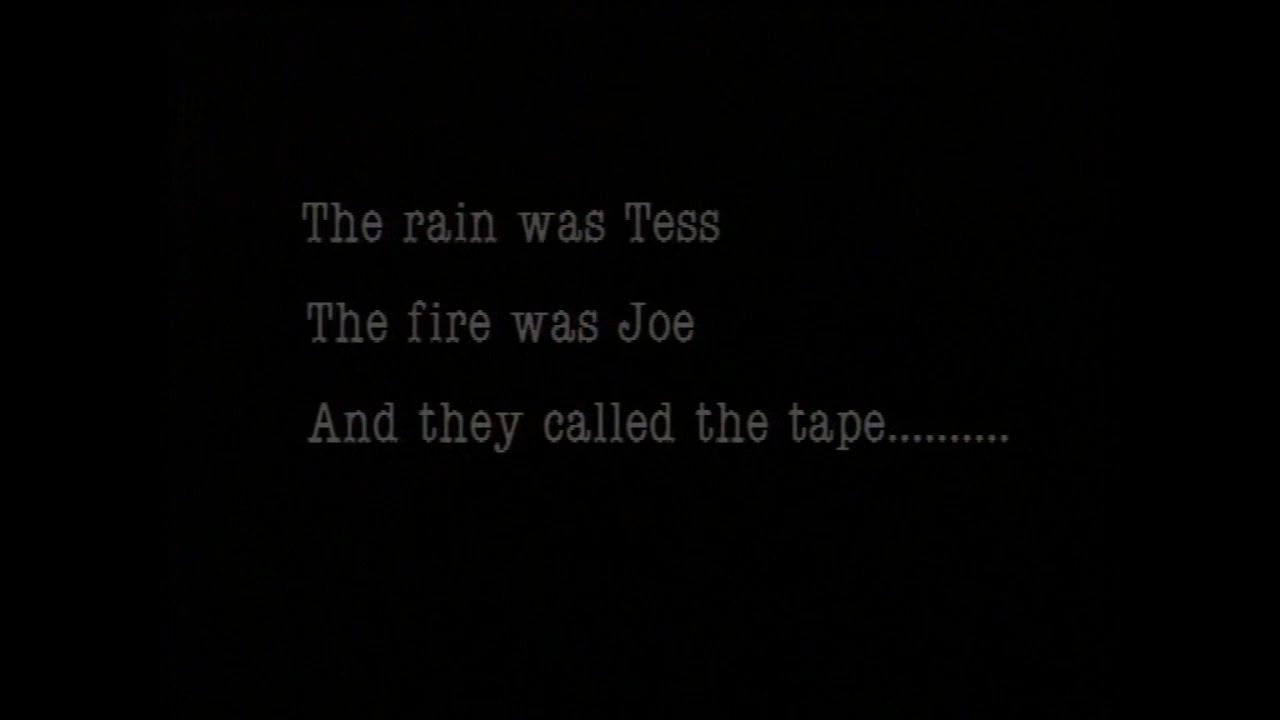 The rain was Tess
The fire was Joe
And they called the tape..........